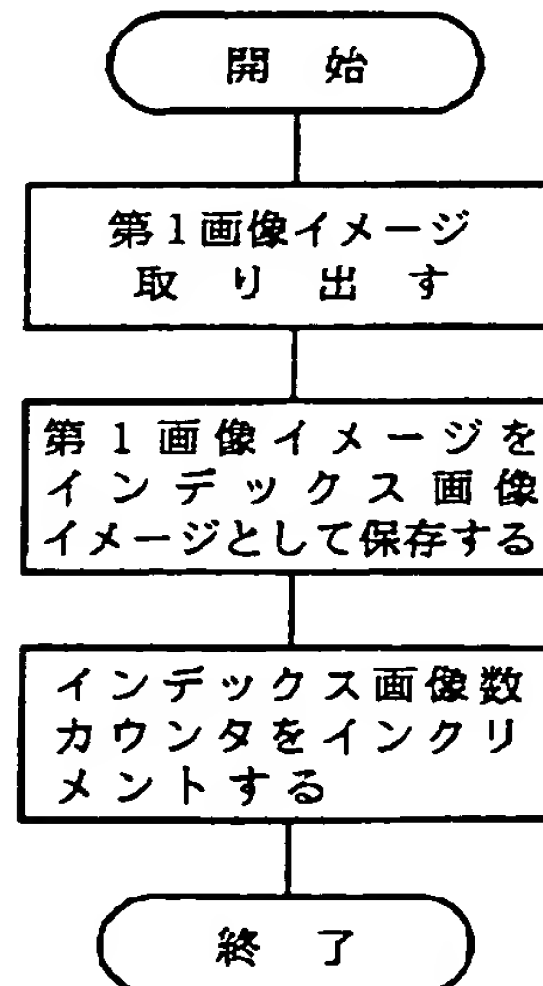 開始
第1画像イメージ
取り出す
第1画像イメージを
インデックス画像
イメージとして保存する
インデックス画像数
カウンタをインクリ
メントする
終了